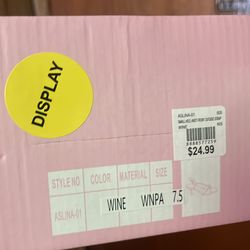 DISPLAY
ASLINA-01
$24.99
STYLE NO COLOR MATERIAL SIZE
ASLINA-01 WINE WNPA 7.5